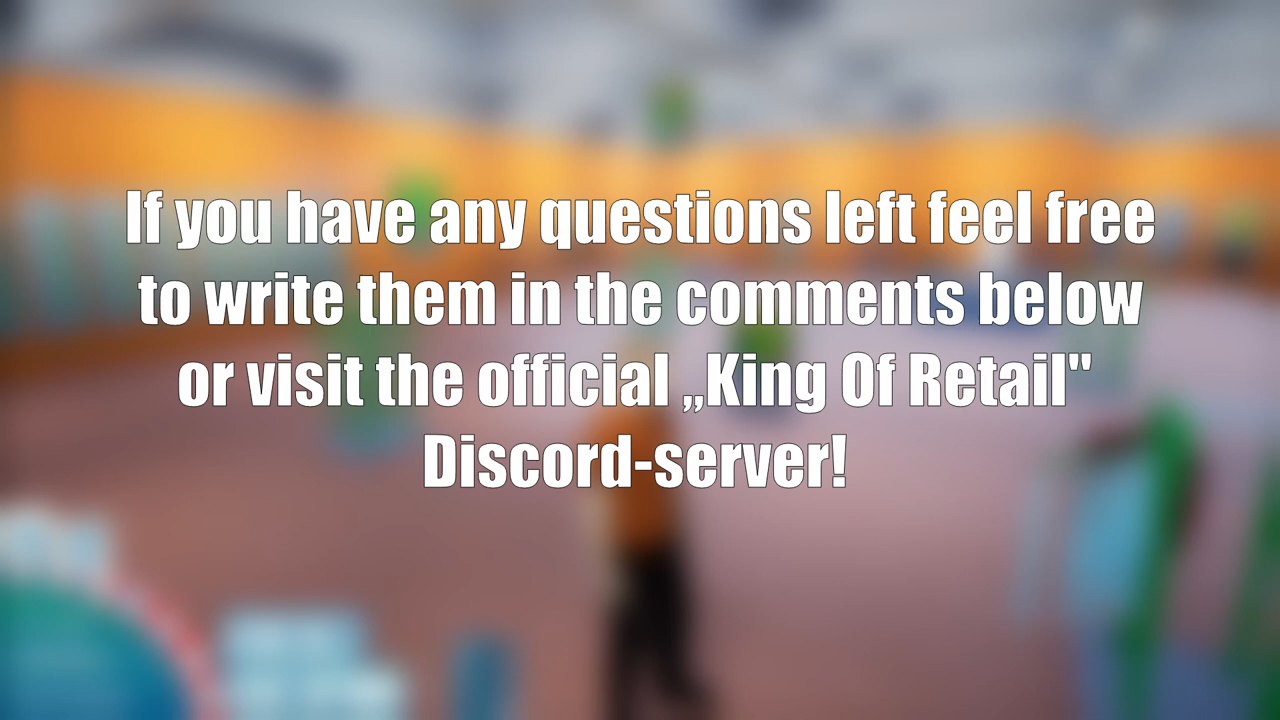 If you have any questions left feel free
to write them in the comments below
or visit the official „King Of Retail"
Discord-server!